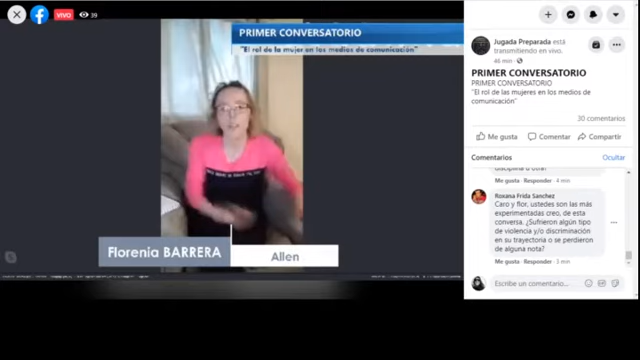 VIVO 39
PRIMER CONVERSATORIO
"El rol de la mujer en los medios de comunicación"
Florenia BARRERA
Allen
Jugada Preparada está
transmitiendo en vivo.
46 min
PRIMER CONVERSATORIO
PRIMER CONVERSATORIO
"El rol de las mujeres en los medios de
comunicación"
30 comentarios
Me gusta Comentar Compartir
Comentarios Ocultar
disciplina u otra?
Me gusta · Responder · 4 min
Roxana Frida Sanchez
Caro y flor, ustedes son las más
experimentadas creo, de esta
conversa. ¿Sufrieron algún tipo
de violencia y/o discriminación
en su trayectoria o se perdieron
de alguna nota?
Me gusta · Responder · 3 min
Escribe un comentario...